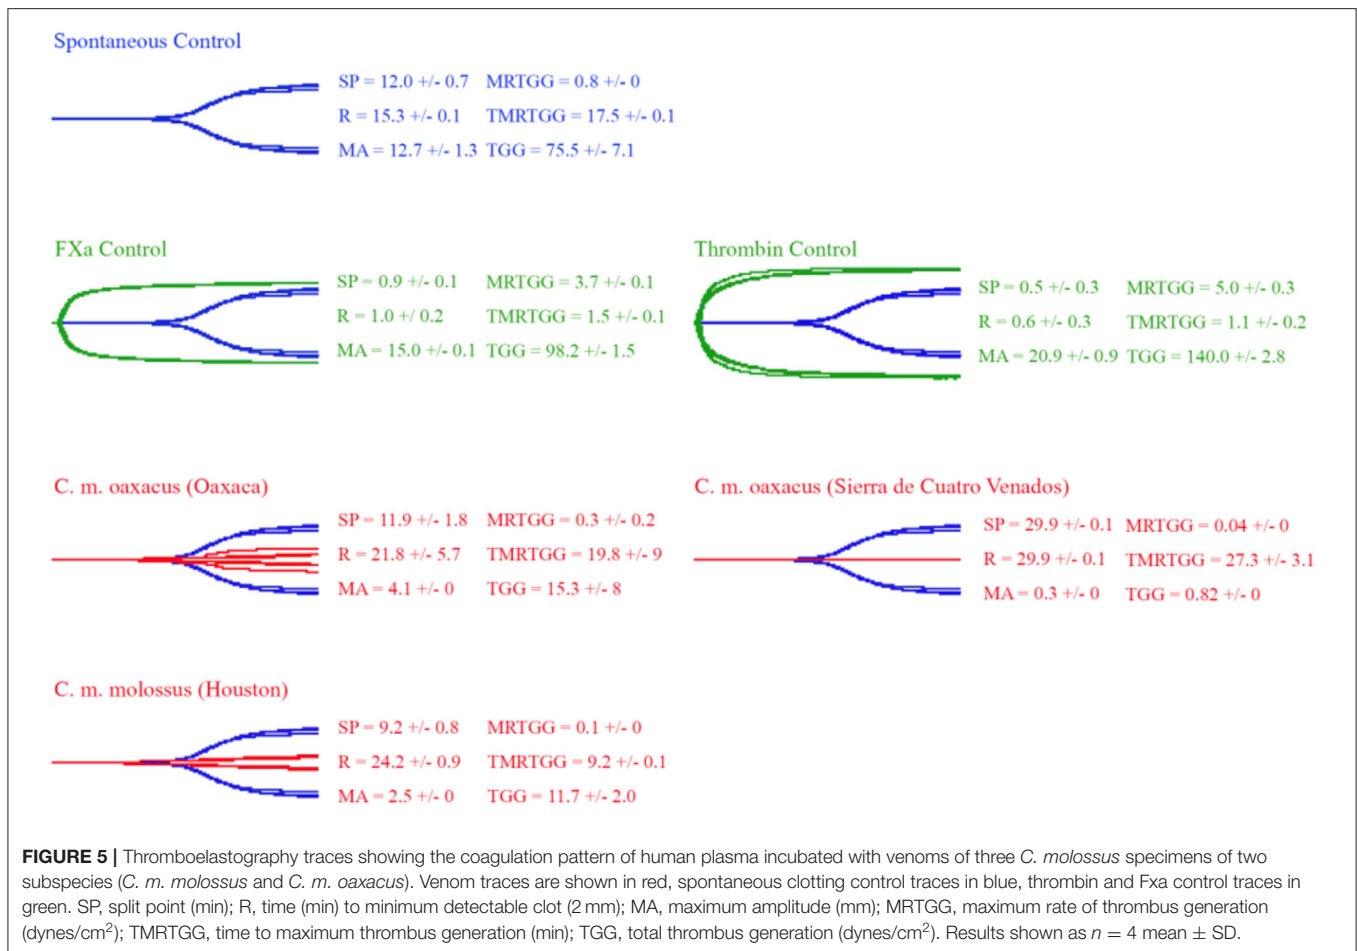 Spontaneous Control
SP = 12.0 +/- 0.7 MRTGG = 0.8 +/- 0
R = 15.3 +/- 0.1 TMRTGG = 17.5 +/- 0.1
MA = 12.7 +/- 1.3 TGG = 75.5 +/- 7.1
FXa Control
SP = 0.9 +/- 0.1 MRTGG = 3.7 +/- 0.1
R = 1.0 +/ 0.2 TMRTGG = 1.5 +/- 0.1
MA = 15.0 +/- 0.1 TGG = 98.2 +/- 1.5
Thrombin Control
SP = 0.5 +/- 0.3 MRTGG = 5.0 +/- 0.3
R = 0.6 +/- 0.3 TMRTGG = 1.1 +/- 0.2
MA = 20.9 +/- 0.9 TGG = 140.0 +/- 2.8
C. m. oaxacus (Oaxaca)
SP = 11.9 +/- 1.8 MRTGG = 0.3 +/- 0.2
R = 21.8 +/- 5.7 TMRTGG = 19.8 +/- 9
MA = 4.1 +/- 0 TGG = 15.3 +/- 8
C. m. oaxacus (Sierra de Cuatro Venados)
SP = 29.9 +/- 0.1 MRTGG = 0.04 +/- 0
R = 29.9 +/- 0.1 TMRTGG = 27.3 +/- 3.1
MA = 0.3 +/- 0 TGG = 0.82 +/- 0
C. m. molossus (Houston)
SP = 9.2 +/- 0.8 MRTGG = 0.1 +/- 0
R = 24.2 +/- 0.9 TMRTGG = 9.2 +/- 0.1
MA = 2.5 +/- 0 TGG = 11.7 +/- 2.0
FIGURE 5 | Thromboelastography traces showing the coagulation pattern of human plasma incubated with venoms of three C. molossus specimens of two
subspecies (C. m. molossus and C. m. oaxacus). Venom traces are shown in red, spontaneous clotting control traces in blue, thrombin and Fxa control traces in
green. SP, split point (min); R, time (min) to minimum detectable clot (2 mm); MA, maximum amplitude (mm); MRTGG, maximum rate of thrombus generation
(dynes/cm²); TMRTGG, time to maximum thrombus generation (min); TGG, total thrombus generation (dynes/cm²). Results shown as n = 4 mean ± SD.